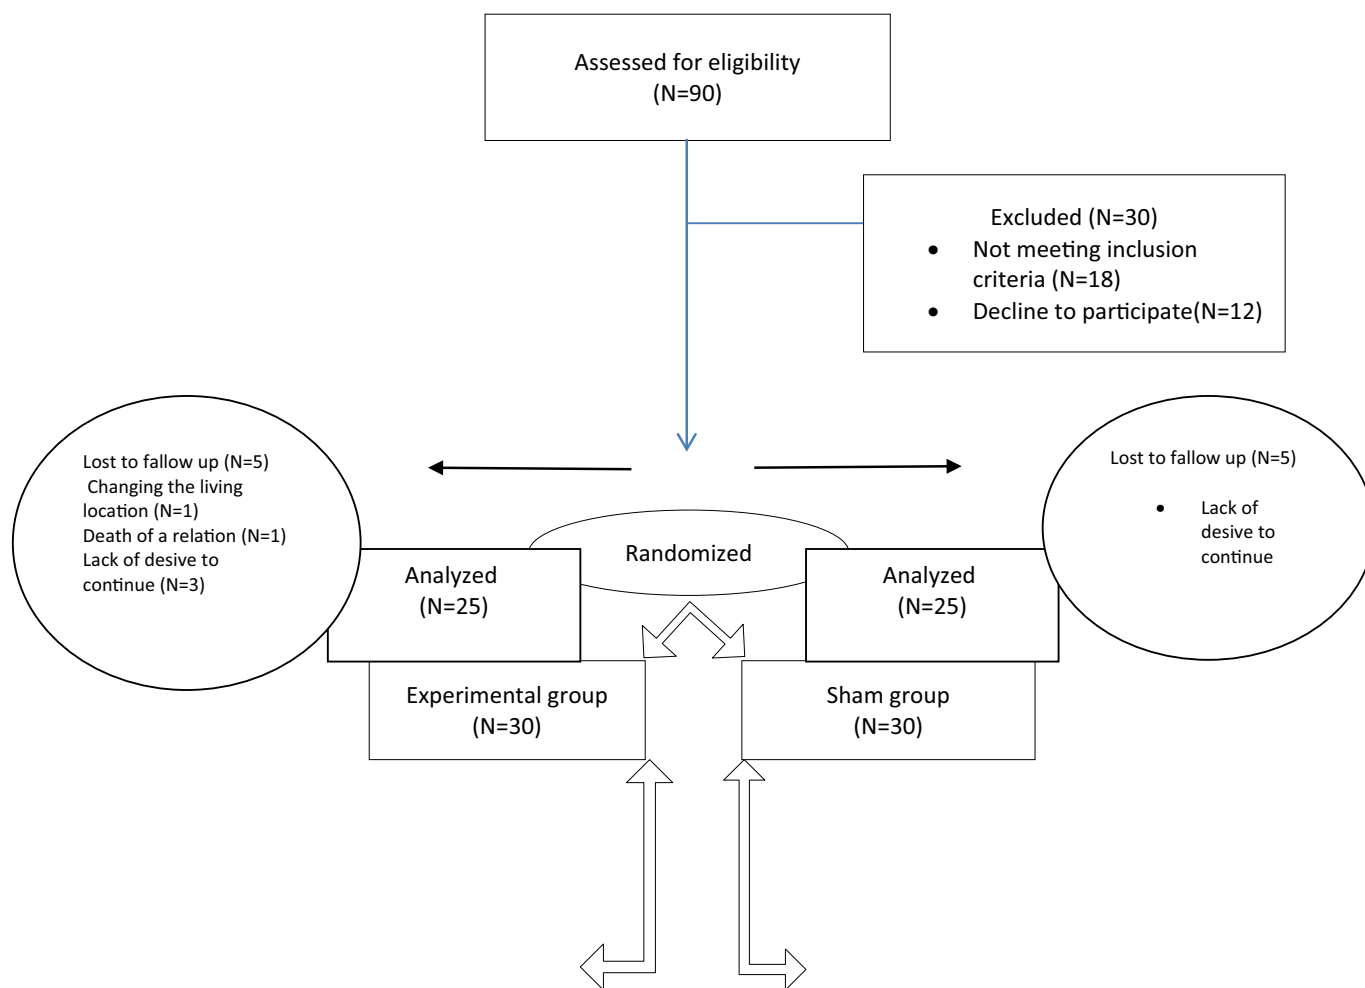 Assessed for eligibility
(N=90)
Excluded (N=30)
• Not meeting inclusion
criteria (N=18)
• Decline to participate(N=12)
Lost to fallow up (N=5)
Changing the living
location (N=1)
Death of a relation (N=1)
Lack of desive to
continue (N=3)
Lost to fallow up (N=5)
• Lack of
desive to
continue
Randomized
Analyzed
(N=25)
Analyzed
(N=25)
Experimental group
(N=30)
Sham group
(N=30)